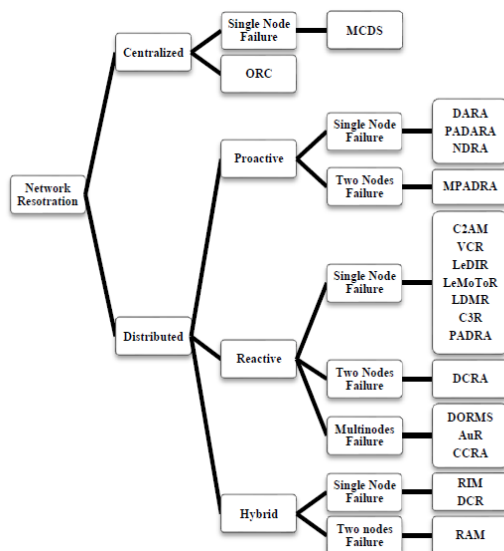 Single Node
Failure
MCDS
Centralized
ORC
DARA
PADARA
NDRA
Single Node
Failure
Proactive
Two Nodes
Failure
MPADRA
Network
Resotration
C2AM
VCR
LeDIR
LeMoToR
LDMR
C3R
PADRA
Single Node
Failure
Distributed
Reactive
Two Nodes
Failure
DCRA
Multinodes
Failure
DORMS
AuR
CCRA
Single Node
Failure
RIM
DCR
Hybrid
Two nodes
Failure
RAM